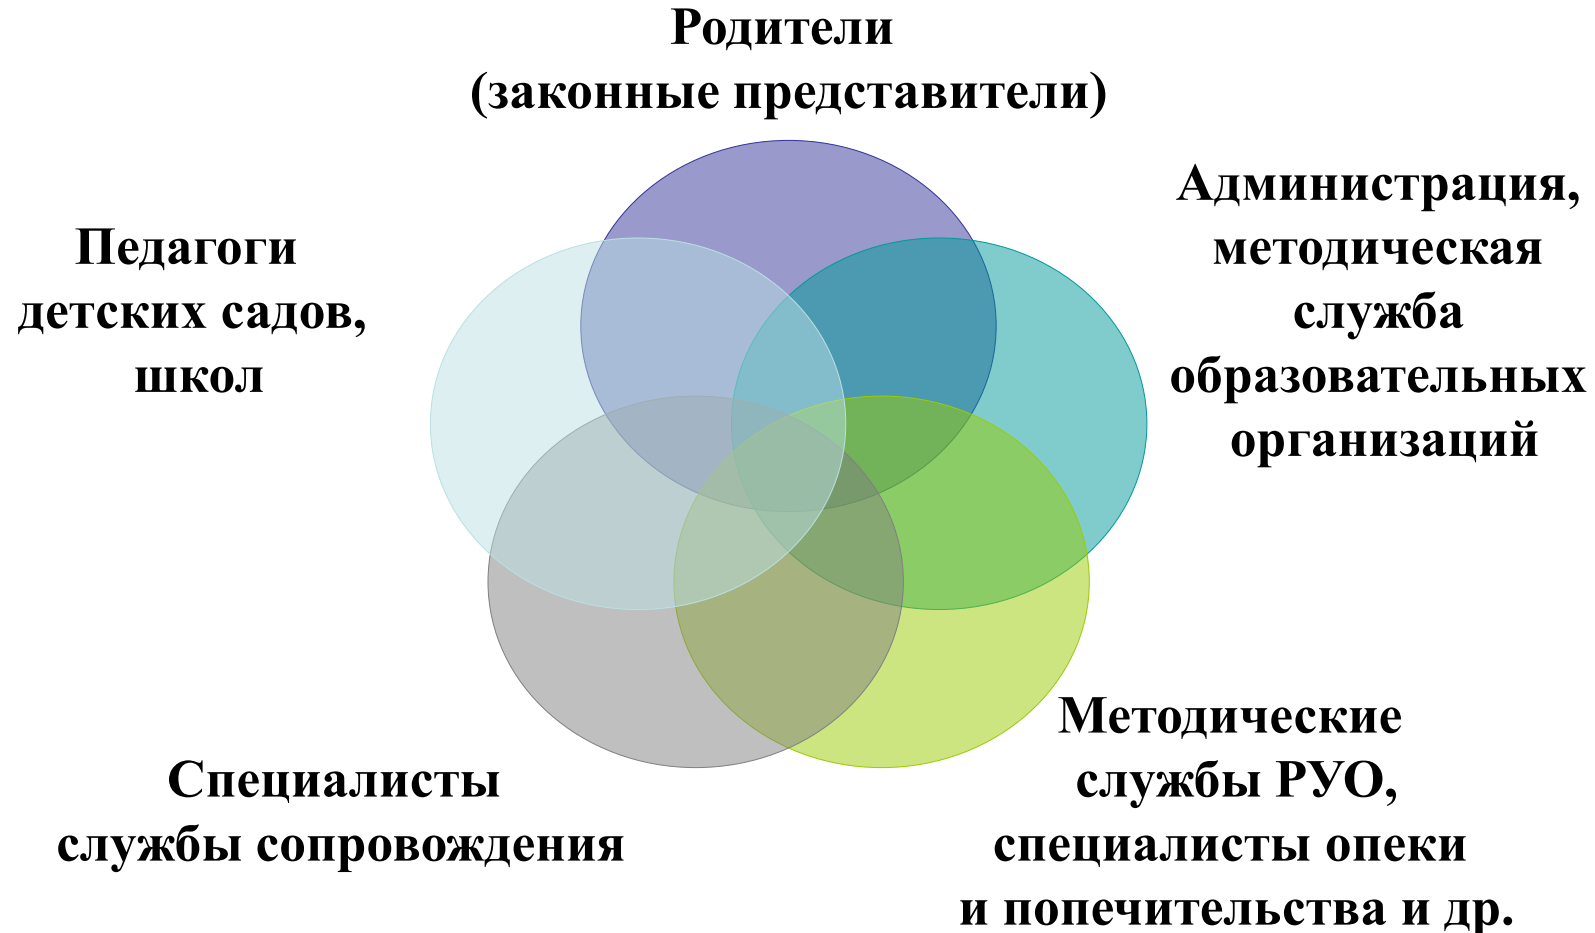 Родители
(законные представители)
Администрация,
методическая
служба
образовательных
организаций
Педагоги
детских садов,
школ
Методические
службы РУО,
специалисты опеки
и попечительства и др.
Специалисты
службы сопровождения